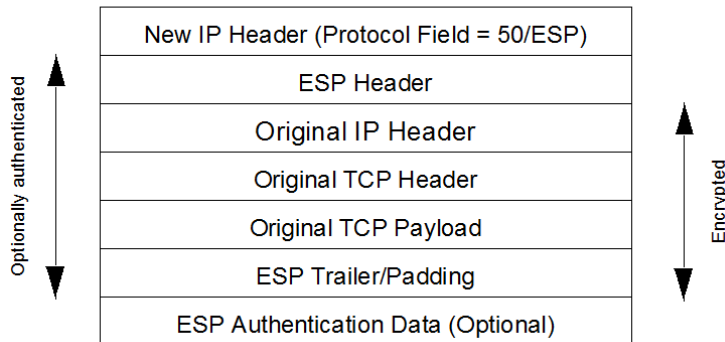 New IP Header (Protocol Field = 50/ESP)
ESP Header
Original IP Header
Original TCP Header
Original TCP Payload
ESP Trailer/Padding
ESP Authentication Data (Optional)
Optionally authenticated
Encrypted